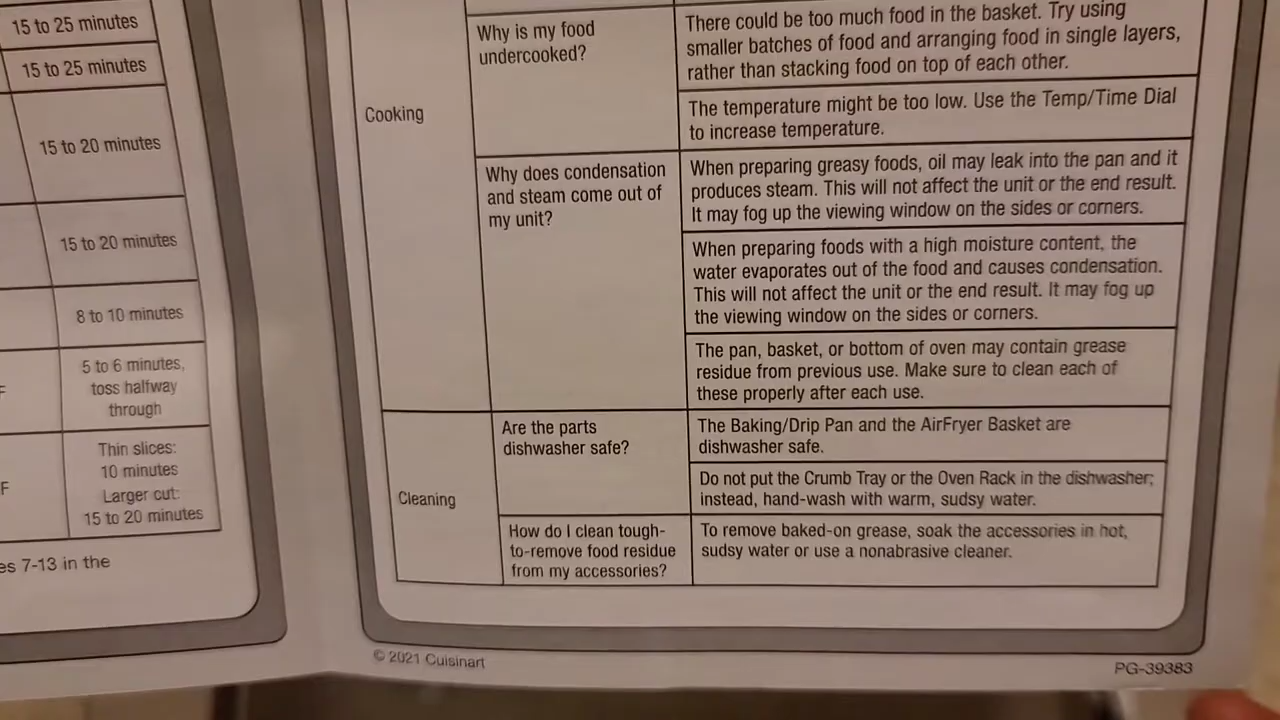 15 to 25 minutes
15 to 25 minutes
15 to 20 minutes
15 to 20 minutes
8 to 10 minutes
F
5 to 6 minutes,
toss halfway
through
F
Thin slices:
10 minutes
Larger cut:
15 to 20 minutes
es 7-13 in the
Cooking
Why is my food
undercooked?
There could be too much food in the basket. Try using
smaller batches of food and arranging food in single layers,
rather than stacking food on top of each other.
The temperature might be too low. Use the Temp/Time Dial
to increase temperature.
Why does condensation
and steam come out of
my unit?
When preparing greasy foods, oil may leak into the pan and it
produces steam. This will not affect the unit or the end result.
It may fog up the viewing window on the sides or corners.
When preparing foods with a high moisture content, the
water evaporates out of the food and causes condensation.
This will not affect the unit or the end result. It may fog up
the viewing window on the sides or corners.
The pan, basket, or bottom of oven may contain grease
residue from previous use. Make sure to clean each of
these properly after each use.
Cleaning
Are the parts
dishwasher safe?
The Baking/Drip Pan and the AirFryer Basket are
dishwasher safe.
Do not put the Crumb Tray or the Oven Rack in the dishwasher;
instead, hand-wash with warm, sudsy water.
How do I clean tough-
to-remove food residue
from my accessories?
To remove baked-on grease, soak the accessories in hot,
sudsy water or use a nonabrasive cleaner.
© 2021 Cuisinart
PG-39383